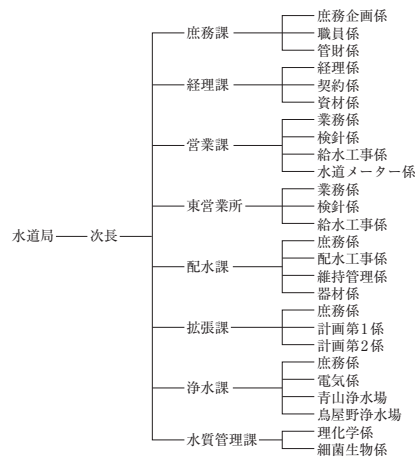 水道局
次長
庶務課
庶務企画係
職員係
管財係
経理課
経理係
契約係
資材係
営業課
業務係
検針係
給水工事係
水道メーター係
東営業所
業務係
検針係
給水工事係
配水課
庶務係
配水工事係
維持管理係
器材係
拡張課
庶務係
計画第1係
計画第2係
浄水課
庶務係
電気係
青山浄水場
鳥屋野浄水場
水質管理課
理化学係
細菌生物係